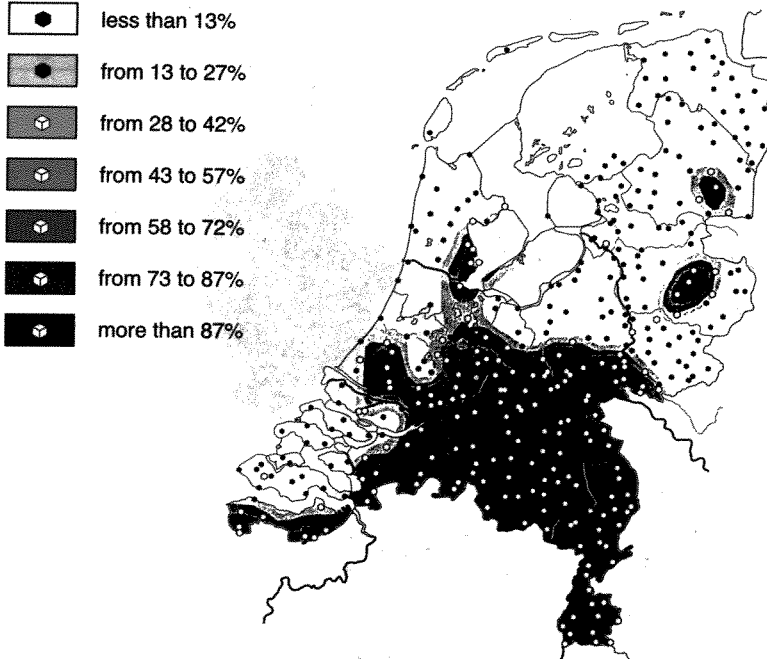 less than 13%
from 13 to 27%
from 28 to 42%
from 43 to 57%
from 58 to 72%
from 73 to 87%
more than 87%